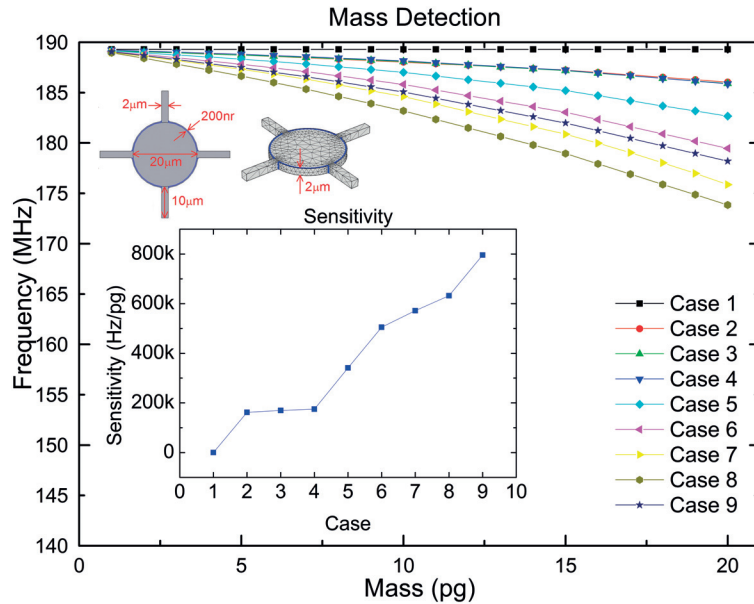 Mass Detection
Frequency (MHz)
190
185
180
175
170
165
160
155
150
145
140
0
5
10
15
20
Mass (pg)
2μm
200nr
20μm
10μm
2μm
Sensitivity
Sensitivity (Hz/pg)
800k
600k
400k
200k
0
0 1 2 3 4 5 6 7 8 9 10
Case
Case 1
Case 2
Case 3
Case 4
Case 5
Case 6
Case 7
Case 8
Case 9